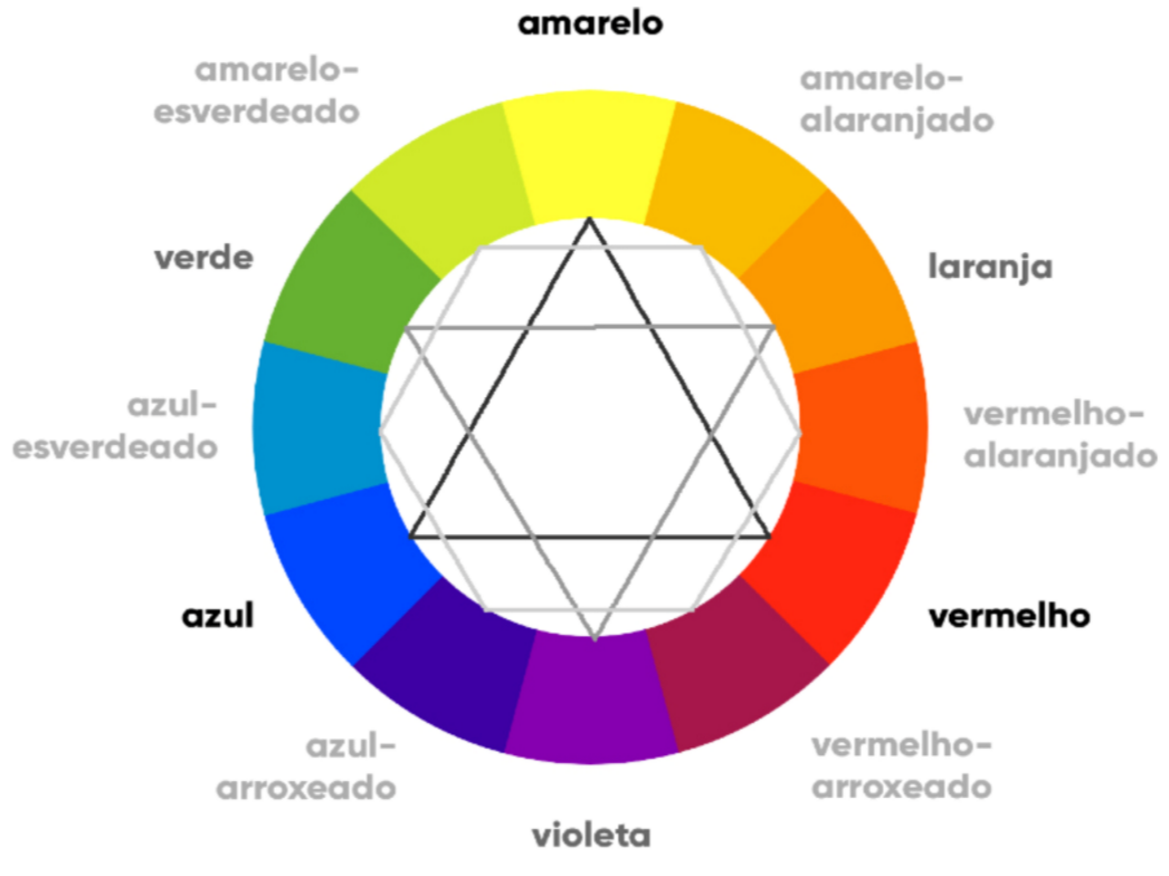 amarelo
amarelo-
esverdeado
amarelo-
alaranjado
verde
laranja
azul-
esverdeado
vermelho-
alaranjado
azul
vermelho
azul-
arroxeado
vermelho-
arroxeado
violeta